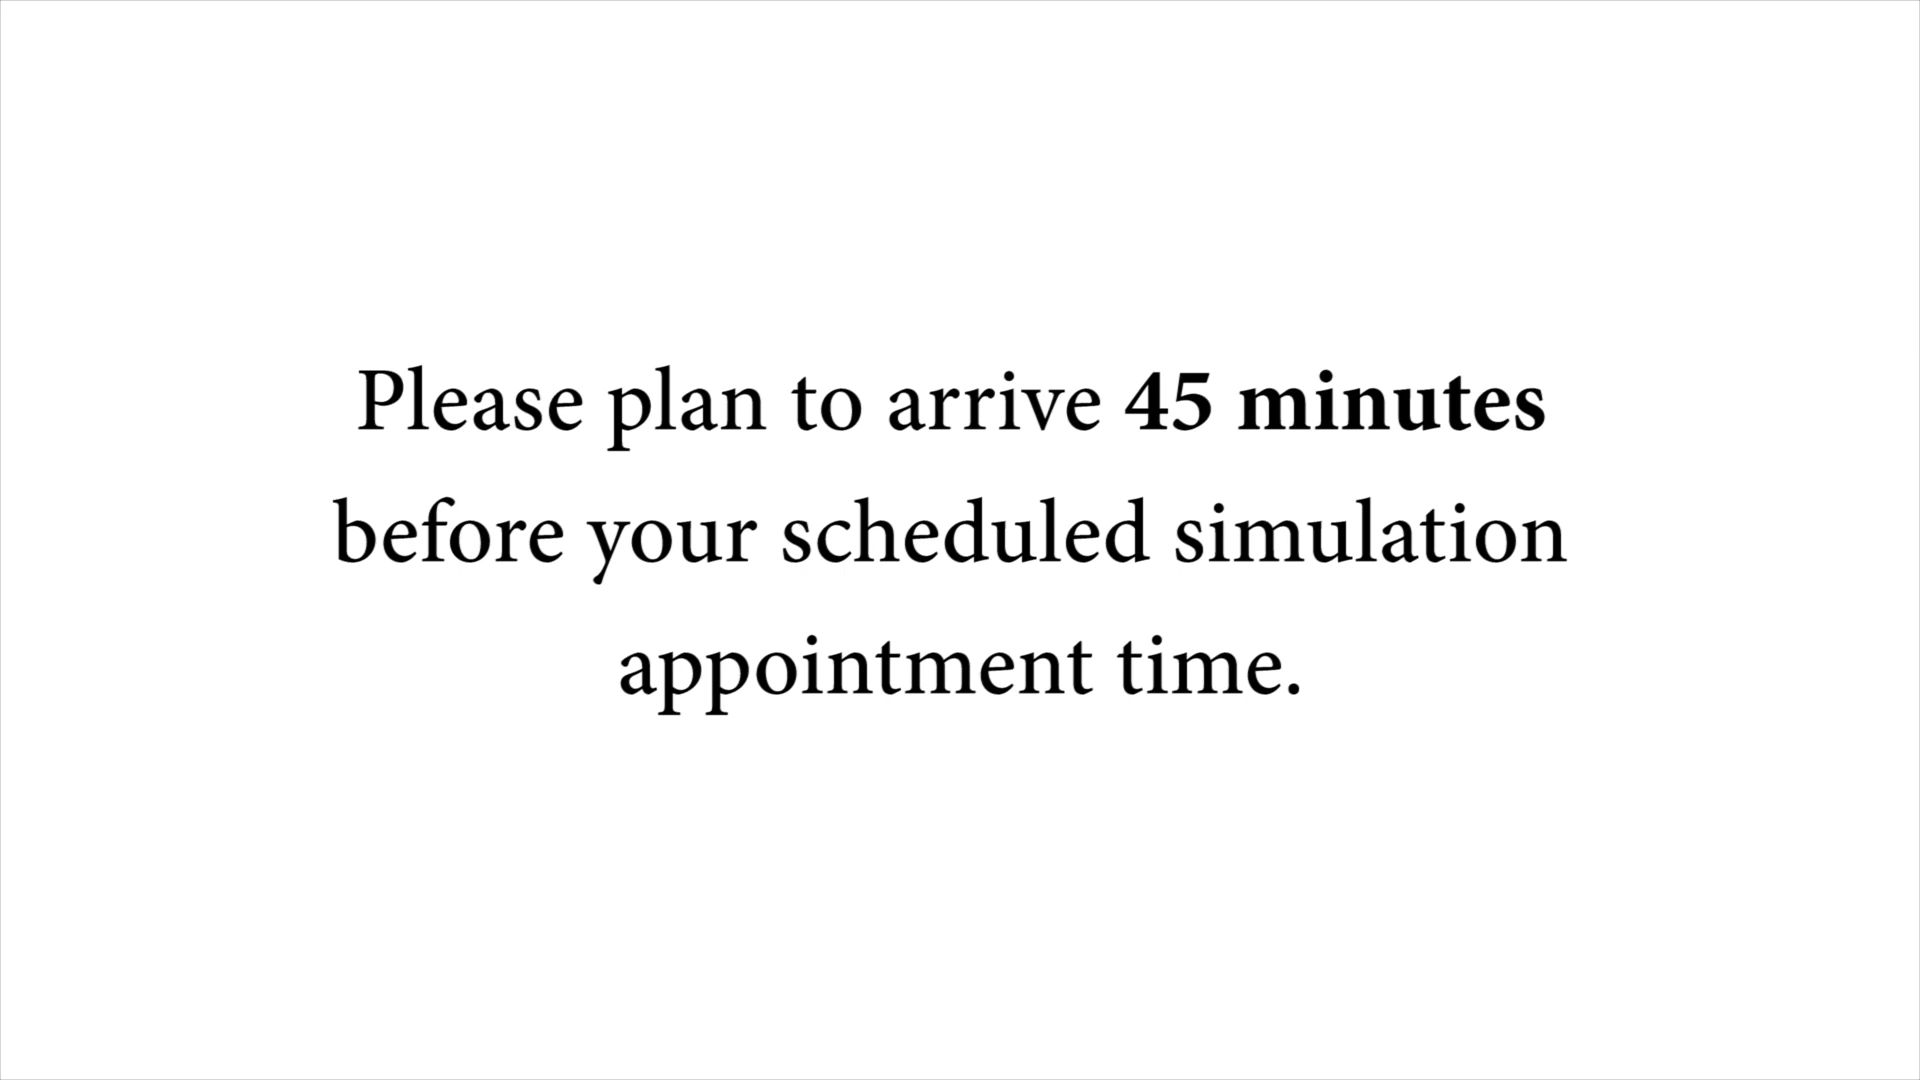 Please plan to arrive 45 minutes
before your scheduled simulation
appointment time.